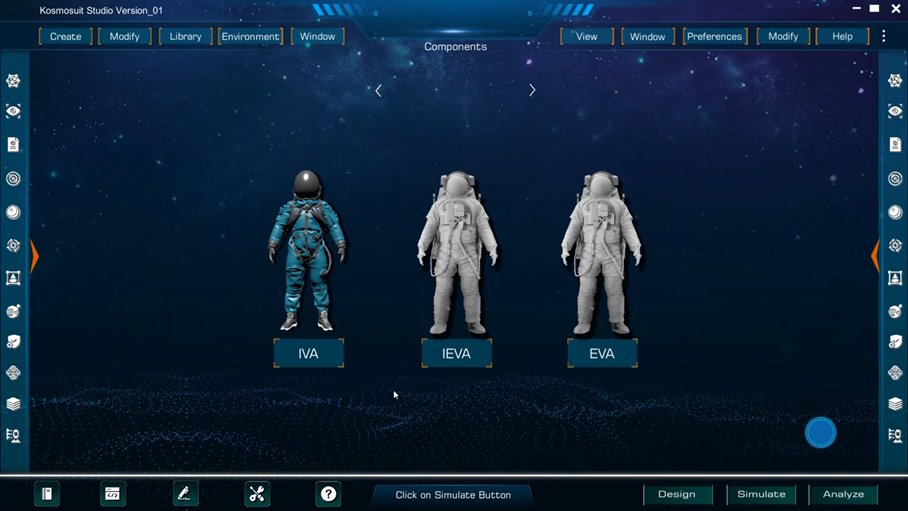 Kosmosuit Studio Version_01
Create Modify Library Environment Window View Window Preferences Modify Help
Components
IVA IEVA EVA
Click on Simulate Button Design Simulate Analyze